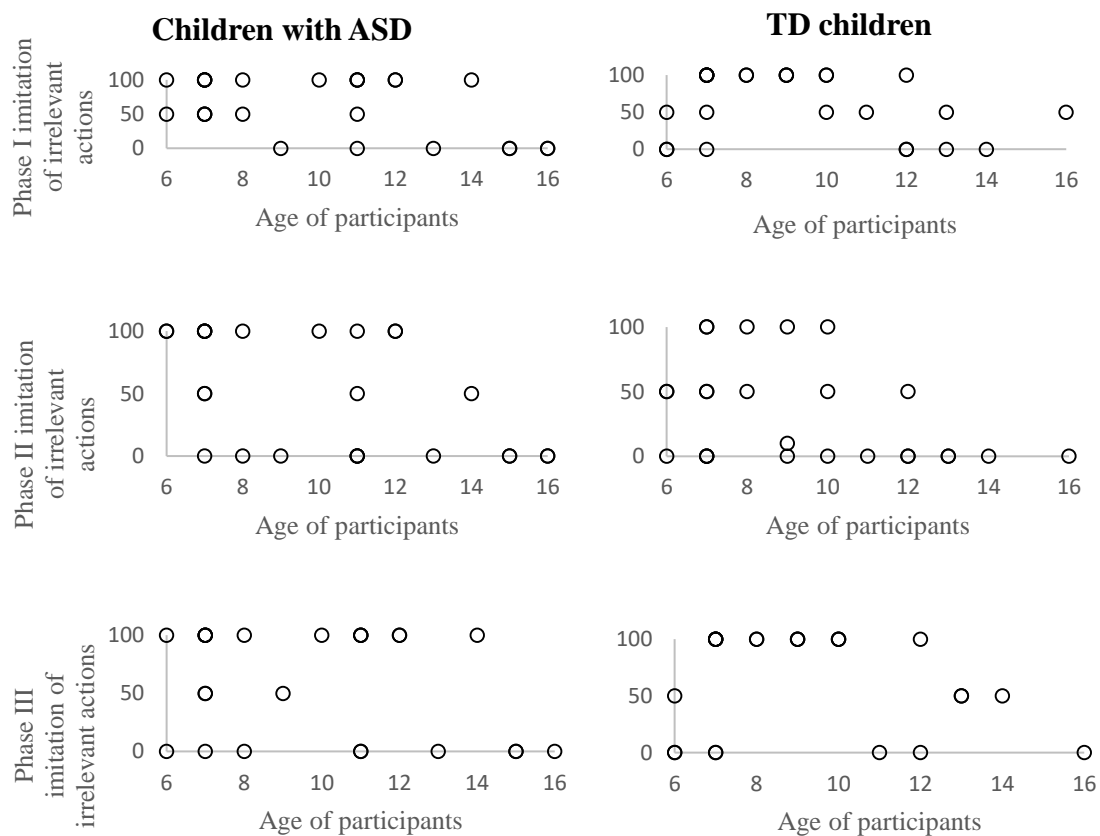 Children with ASD
TD children
Phase I imitation
of irrelevant
actions
100
50
0
6 8 10 12 14 16
Age of participants
100
50
0
6 8 10 12 14 16
Age of participants
Phase II imitation
of irrelevant
actions
100
50
0
6 8 10 12 14 16
Age of participants
100
50
0
6 8 10 12 14 16
Age of participants
Phase III
imitation of
irrelevant actions
100
50
0
6 8 10 12 14 16
Age of participants
100
50
0
6 8 10 12 14 16
Age of participants